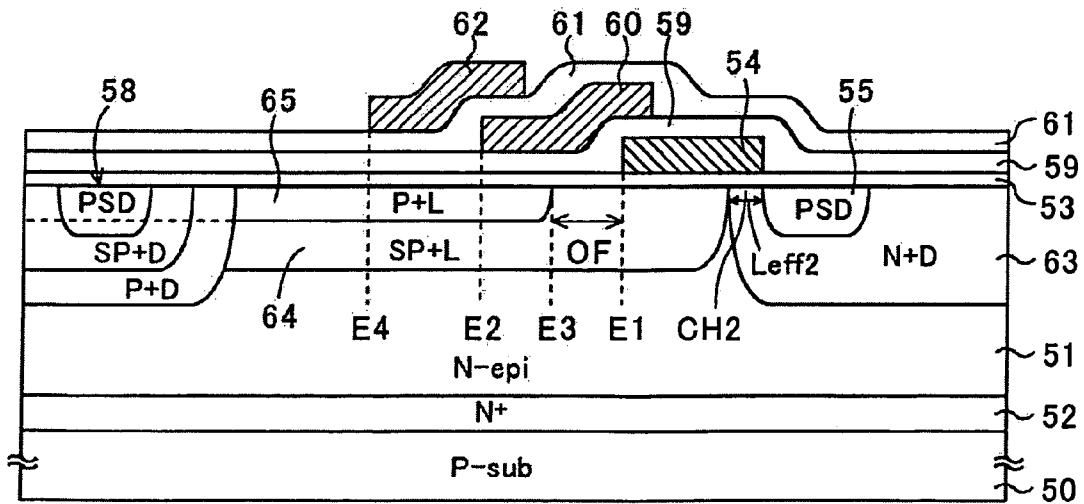 62
61
60
59
54
58
65
55
61
59
53
PSD
P+L
PSD
SP+D
SP+L
OF
Leff2
N+D
63
P+D
64
E4
E2
E3
E1
CH2
N-epi
51
N+
52
P-sub
50